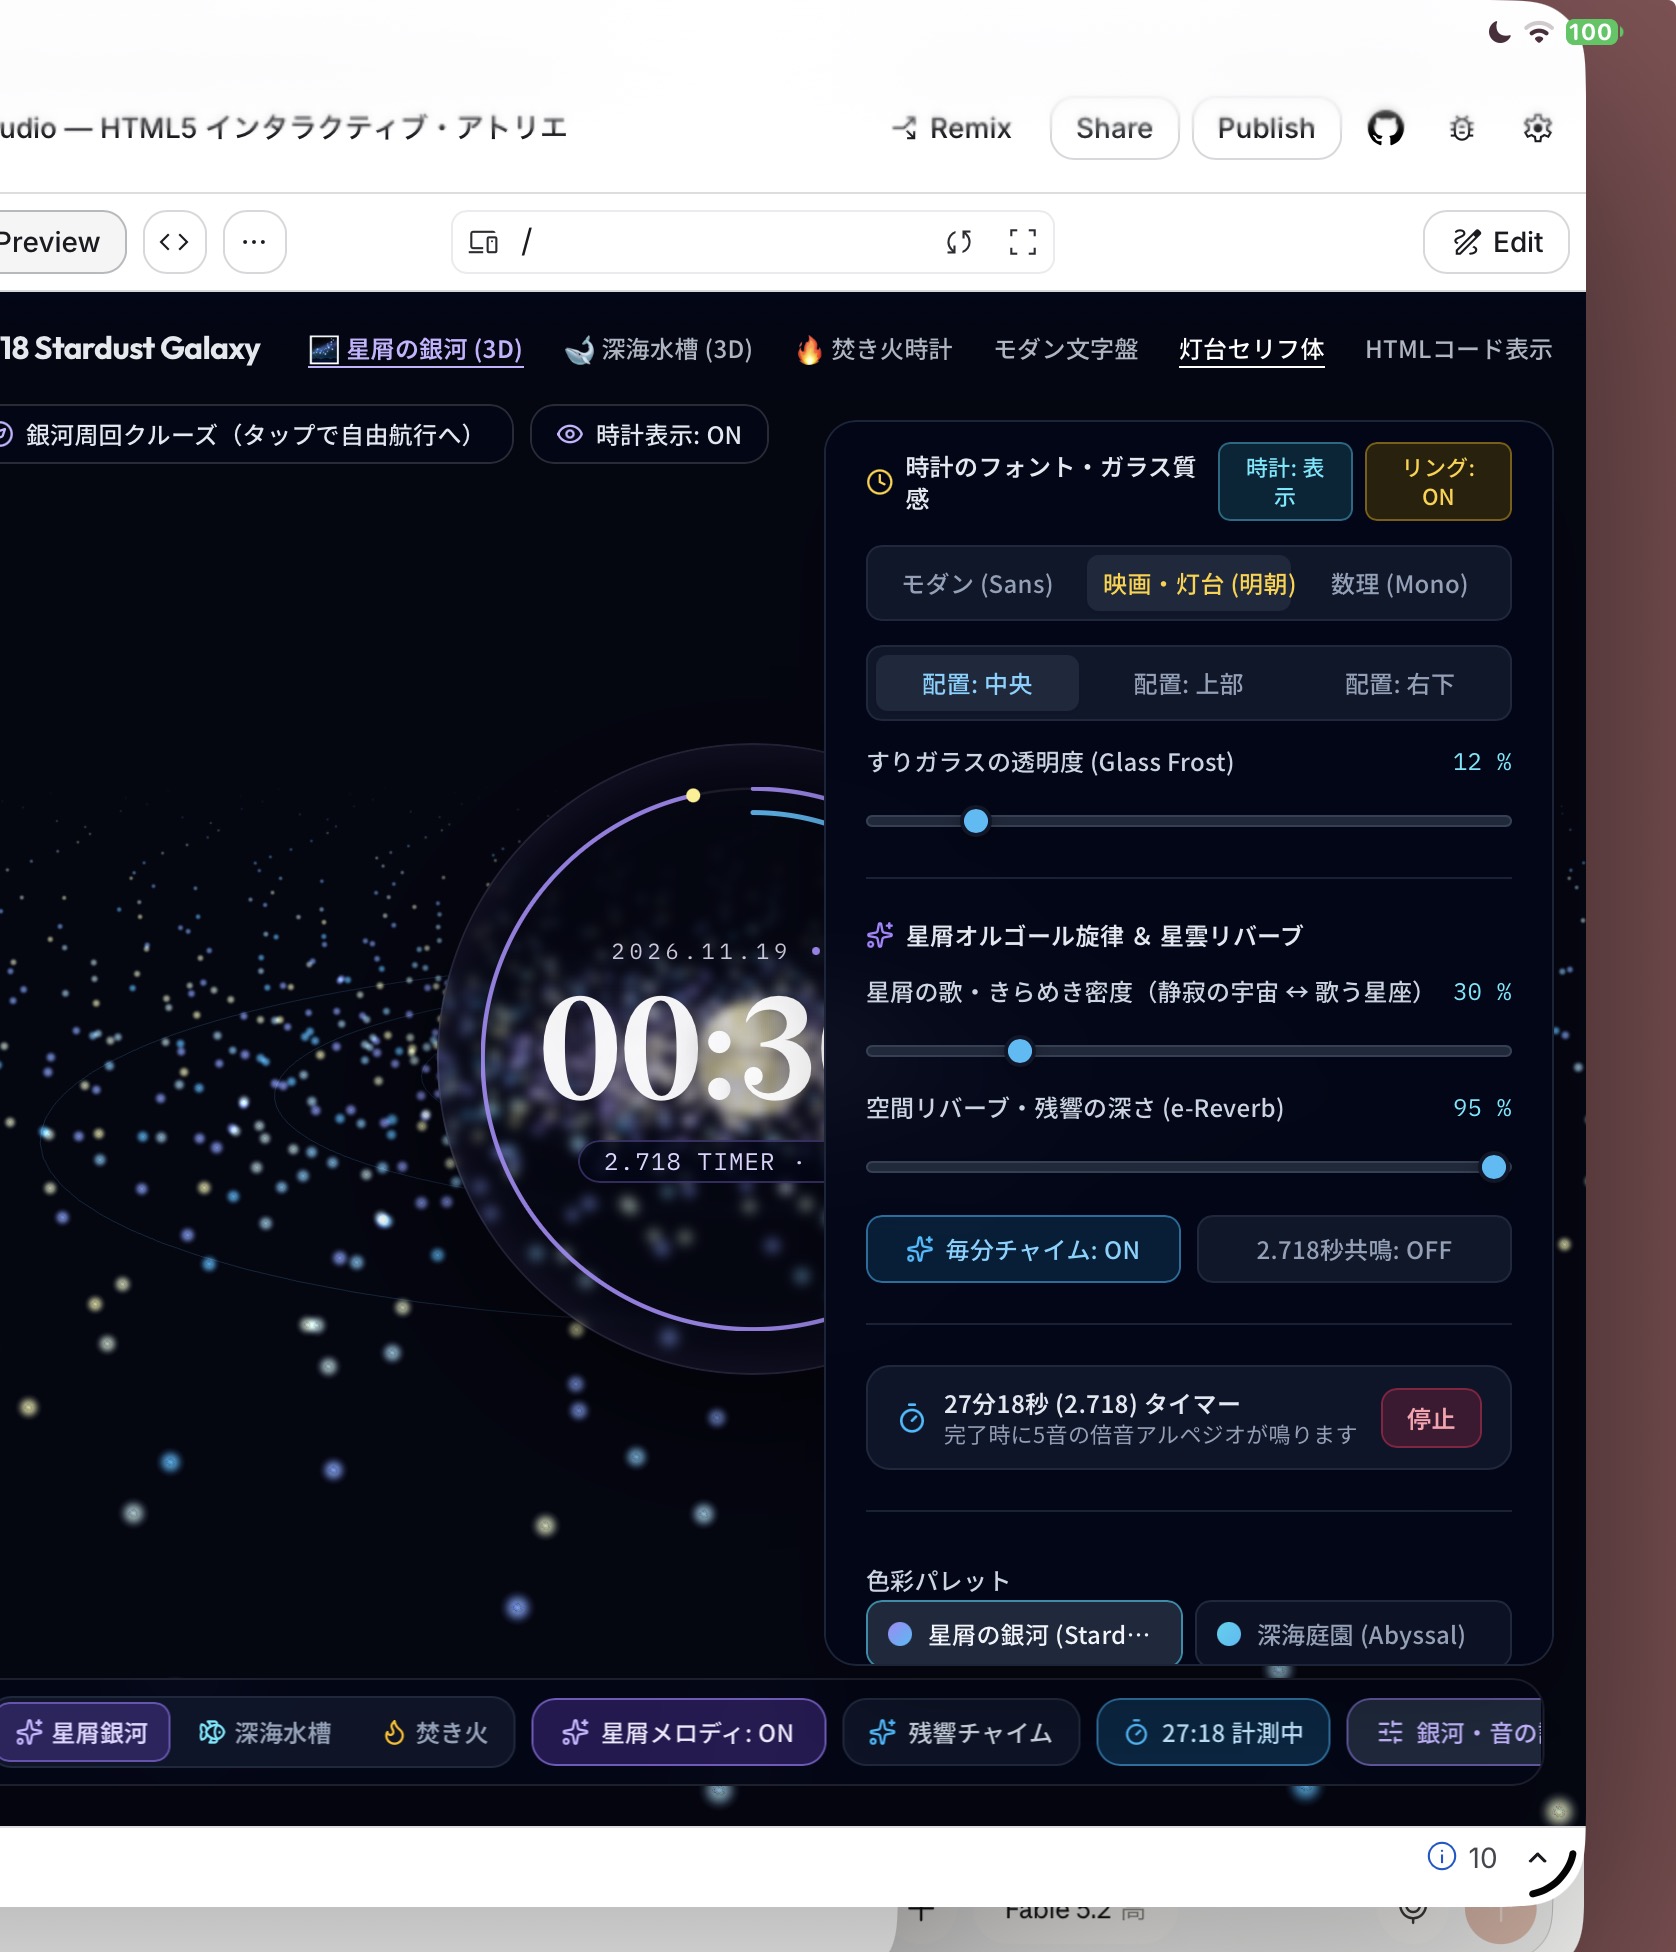 100
udio — HTML5 インタラクティブ・アトリエ
Remix
Share
Publish
Preview
/
Edit
18 Stardust Galaxy
星屑の銀河 (3D)
深海水槽 (3D)
焚き火時計
モダン文字盤
灯台セリフ体
HTMLコード表示
銀河周回クルーズ（タップで自由航行へ）
時計表示: ON
時計のフォント・ガラス質
感
時計: 表
示
リング:
ON
モダン (Sans)
映画・灯台 (明朝)
数理 (Mono)
配置: 中央
配置: 上部
配置: 右下
すりガラスの透明度 (Glass Frost)
12 %
2026.11.19
00:3
2.718 TIMER ·
星屑オルゴール旋律 & 星雲リバーブ
星屑の歌・きらめき密度（静寂の宇宙 ↔ 歌う星座）
30 %
空間リバーブ・残響の深さ (e-Reverb)
95 %
毎分チャイム: ON
2.718秒共鳴: OFF
27分18秒 (2.718) タイマー
完了時に5音の倍音アルペジオが鳴ります
停止
色彩パレット
星屑の銀河 (Stard…
深海庭園 (Abyssal)
星屑銀河
深海水槽
焚き火
星屑メロディ: ON
残響チャイム
27:18 計測中
銀河・音の
10
Fable 5.2 高